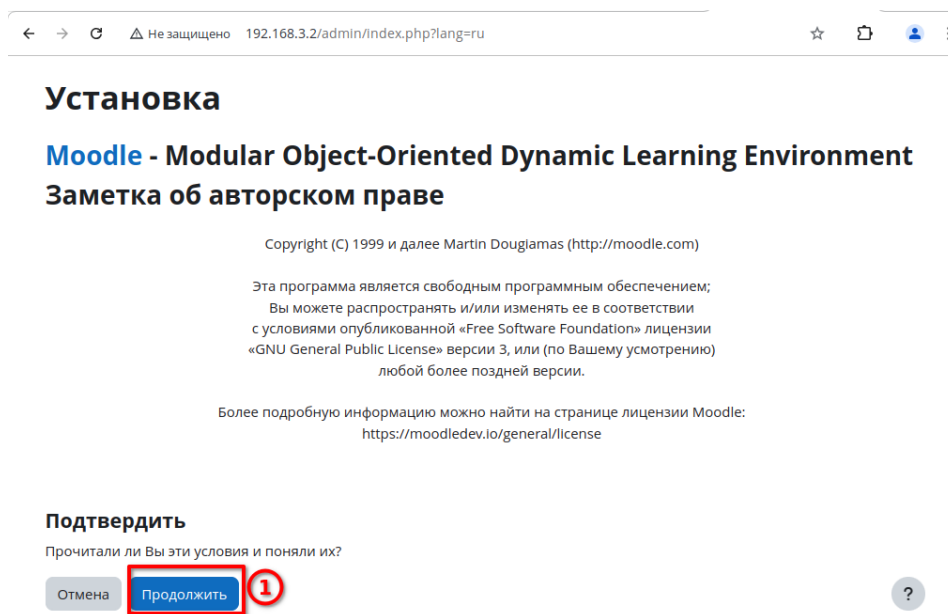 Не защищено 192.168.3.2/admin/index.php?lang=ru
Установка
Moodle - Modular Object-Oriented Dynamic Learning Environment
Заметка об авторском праве
Copyright (C) 1999 и далее Martin Dougiamas (http://moodle.com)
Эта программа является свободным программным обеспечением;
Вы можете распространять и/или изменять ее в соответствии
с условиями опубликованной «Free Software Foundation» лицензии
«GNU General Public License» версии 3, или (по Вашему усмотрению)
любой более поздней версии.
Более подробную информацию можно найти на странице лицензии Moodle:
https://moodledev.io/general/license
Подтвердить
Прочитали ли Вы эти условия и поняли их?
Отмена Продолжить 1 ?